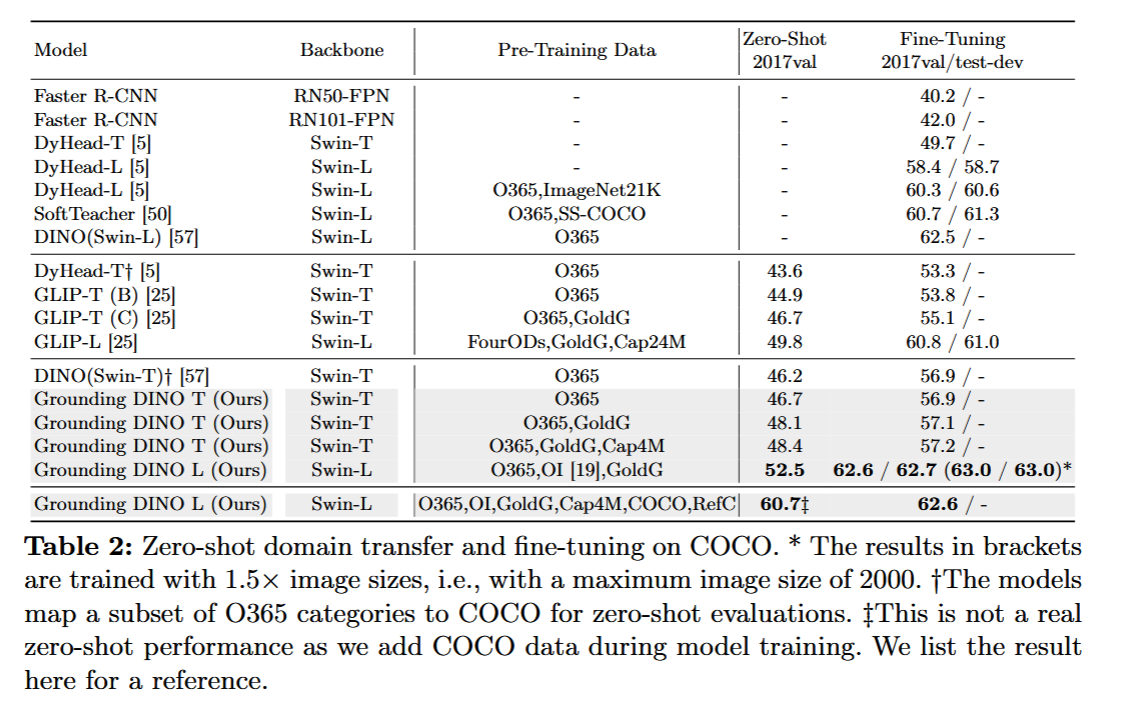 Model Backbone Pre-Training Data Zero-Shot 2017val Fine-Tuning 2017val/test-dev
Faster R-CNN RN50-FPN - - 40.2 / -
Faster R-CNN RN101-FPN - - 42.0 / -
DyHead-T [5] Swin-T - - 49.7 / -
DyHead-L [5] Swin-L - - 58.4 / 58.7
DyHead-L [5] Swin-L O365,ImageNet21K - 60.3 / 60.6
SoftTeacher [50] Swin-L O365,SS-COCO - 60.7 / 61.3
DINO(Swin-L) [57] Swin-L O365 - 62.5 / -
DyHead-T† [5] Swin-T O365 43.6 53.3 / -
GLIP-T (B) [25] Swin-T O365 44.9 53.8 / -
GLIP-T (C) [25] Swin-T O365,GoldG 46.7 55.1 / -
GLIP-L [25] Swin-L FourODs,GoldG,Cap24M 49.8 60.8 / 61.0
DINO(Swin-T)† [57] Swin-T O365 46.2 56.9 / -
Grounding DINO T (Ours) Swin-T O365 46.7 56.9 / -
Grounding DINO T (Ours) Swin-T O365,GoldG 48.1 57.1 / -
Grounding DINO T (Ours) Swin-T O365,GoldG,Cap4M 48.4 57.2 / -
Grounding DINO L (Ours) Swin-L O365,OI [19],GoldG 52.5 62.6 / 62.7 (63.0 / 63.0)*
Grounding DINO L (Ours) Swin-L O365,OI,GoldG,Cap4M,COCO,RefC 60.7‡ 62.6 / -
Table 2: Zero-shot domain transfer and fine-tuning on COCO. * The results in brackets
are trained with 1.5× image sizes, i.e., with a maximum image size of 2000. †The models
map a subset of O365 categories to COCO for zero-shot evaluations. ‡This is not a real
zero-shot performance as we add COCO data during model training. We list the result
here for a reference.